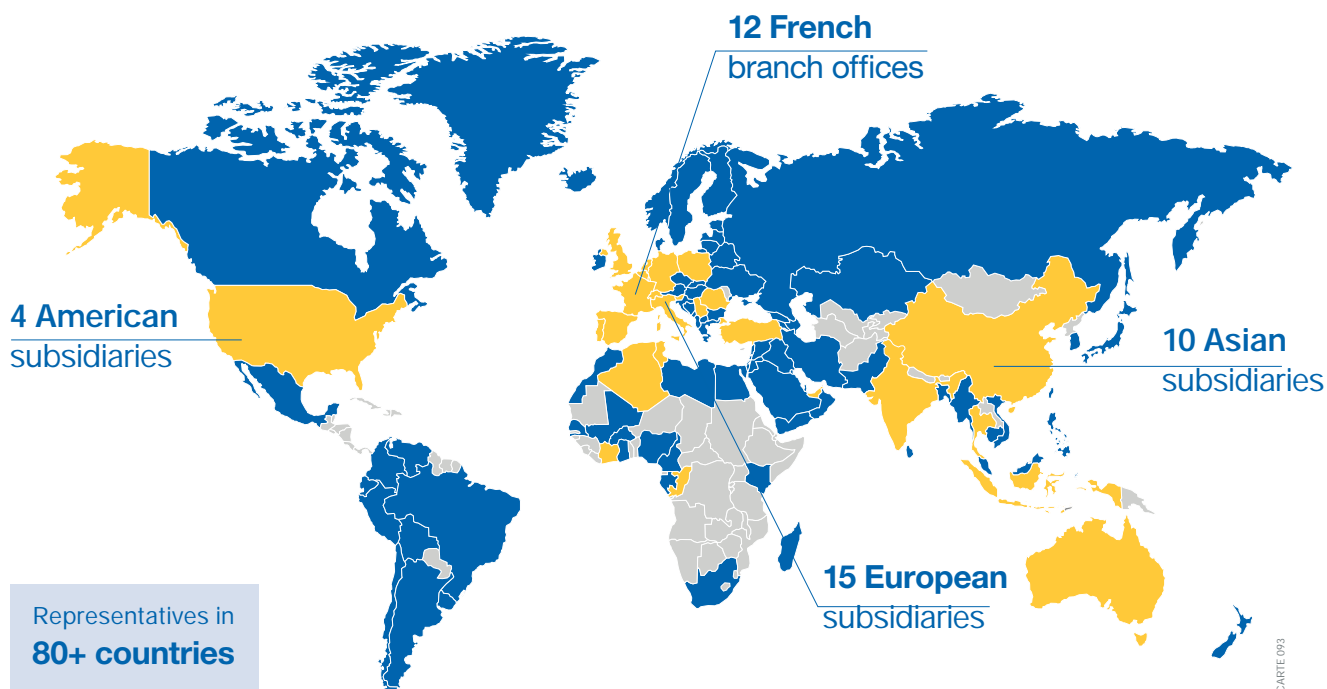 12 French
branch offices
4 American
subsidiaries
10 Asian
subsidiaries
15 European
subsidiaries
Representatives in
80+ countries
CARTE 093